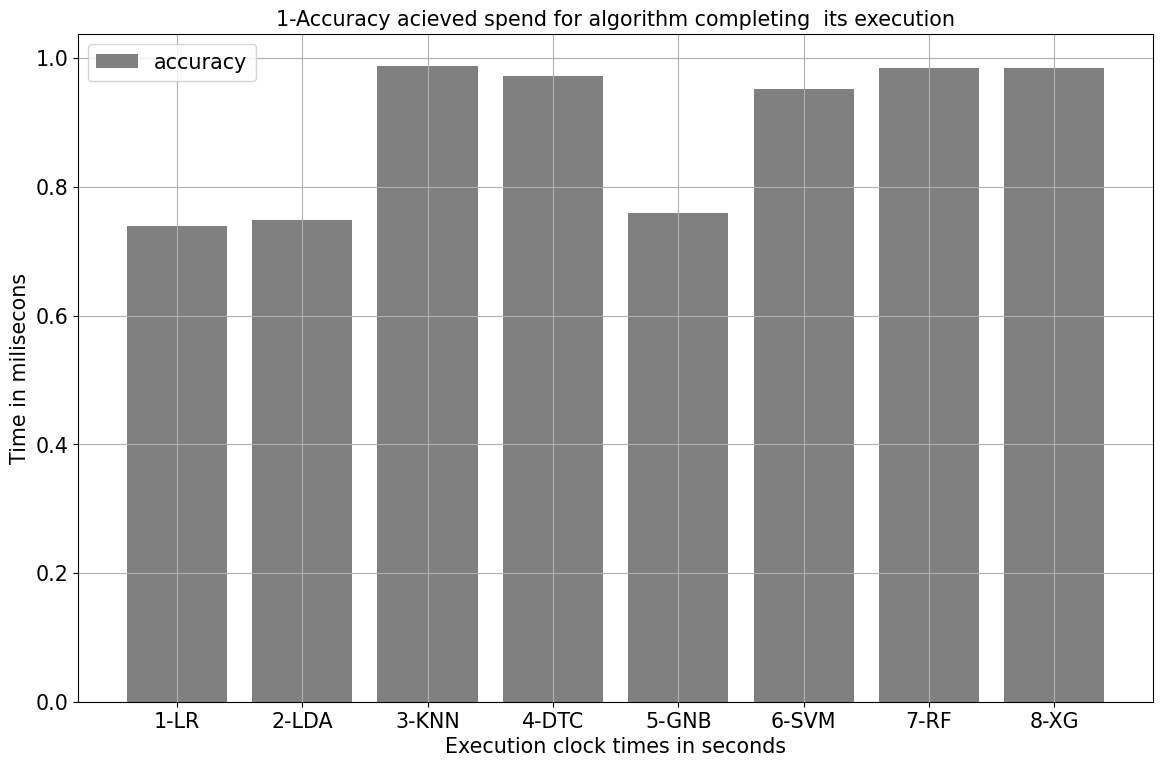 1-Accuracy acieved spend for algorithm completing  its execution
accuracy
Time in milisecons
1.0
0.8
0.6
0.4
0.2
0.0
1-LR 2-LDA 3-KNN 4-DTC 5-GNB 6-SVM 7-RF 8-XG
Execution clock times in seconds